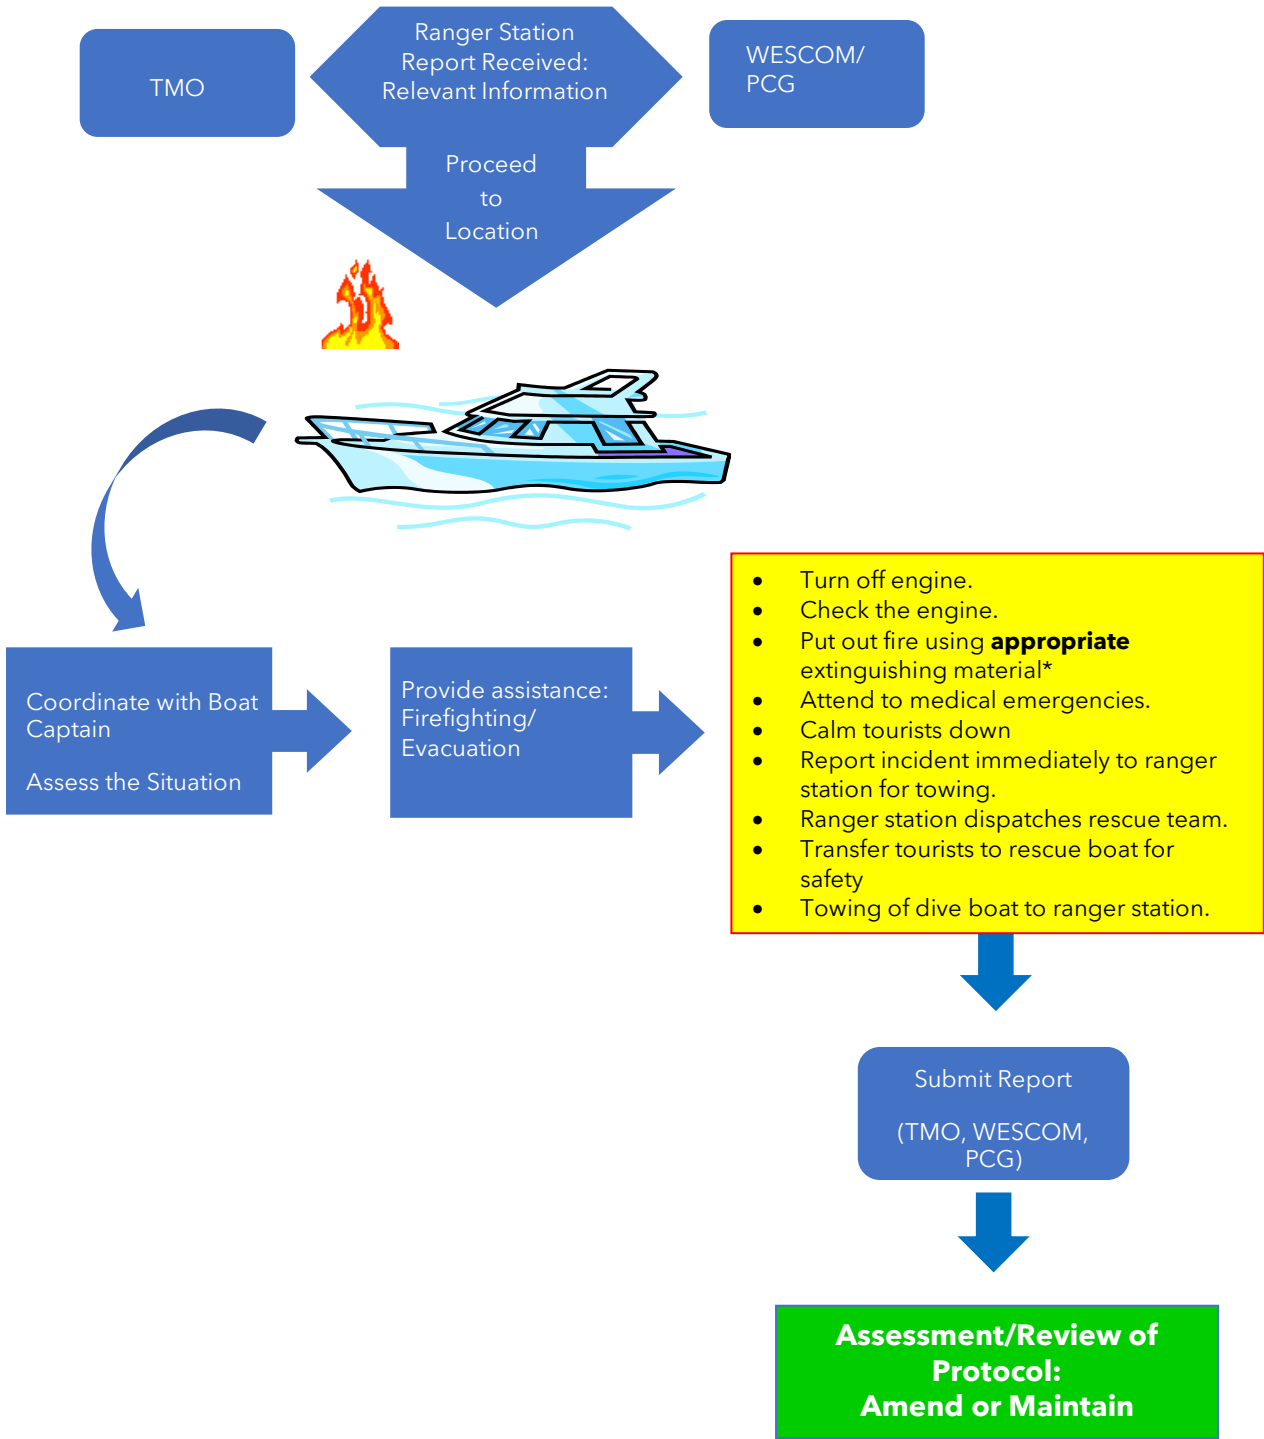 TMO
Ranger Station
Report Received:
Relevant Information
WESCOM/
PCG
Proceed
to
Location
Coordinate with Boat
Captain
Assess the Situation
Provide assistance:
Firefighting/
Evacuation
• Turn off engine.
• Check the engine.
• Put out fire using appropriate
extinguishing material*
• Attend to medical emergencies.
• Calm tourists down
• Report incident immediately to ranger
station for towing.
• Ranger station dispatches rescue team.
• Transfer tourists to rescue boat for
safety
• Towing of dive boat to ranger station.
Submit Report
(TMO, WESCOM,
PCG)
Assessment/Review of
Protocol:
Amend or Maintain